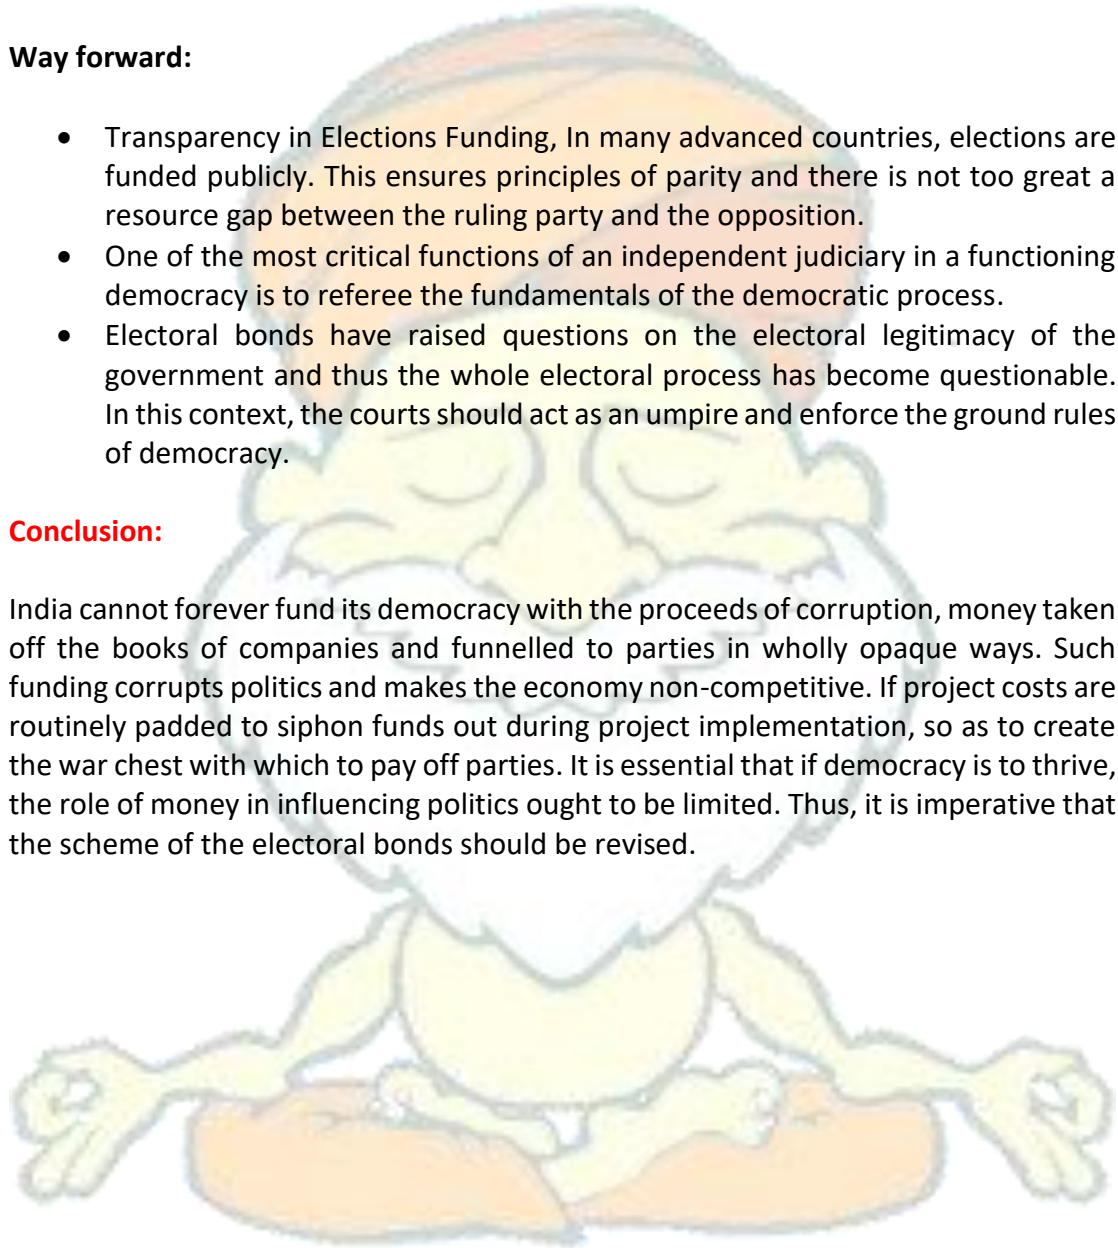 Way forward:
• Transparency in Elections Funding, In many advanced countries, elections are
funded publicly. This ensures principles of parity and there is not too great a
resource gap between the ruling party and the opposition.
• One of the most critical functions of an independent judiciary in a functioning
democracy is to referee the fundamentals of the democratic process.
• Electoral bonds have raised questions on the electoral legitimacy of the
government and thus the whole electoral process has become questionable.
In this context, the courts should act as an umpire and enforce the ground rules
of democracy.
Conclusion:
India cannot forever fund its democracy with the proceeds of corruption, money taken
off the books of companies and funnelled to parties in wholly opaque ways. Such
funding corrupts politics and makes the economy non-competitive. If project costs are
routinely padded to siphon funds out during project implementation, so as to create
the war chest with which to pay off parties. It is essential that if democracy is to thrive,
the role of money in influencing politics ought to be limited. Thus, it is imperative that
the scheme of the electoral bonds should be revised.